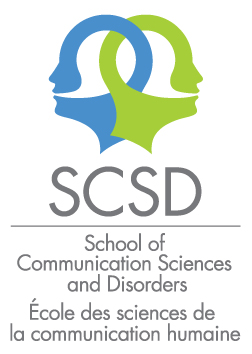 SCSD
School of
Communication Sciences
and Disorders
École des sciences de
la communication humaine